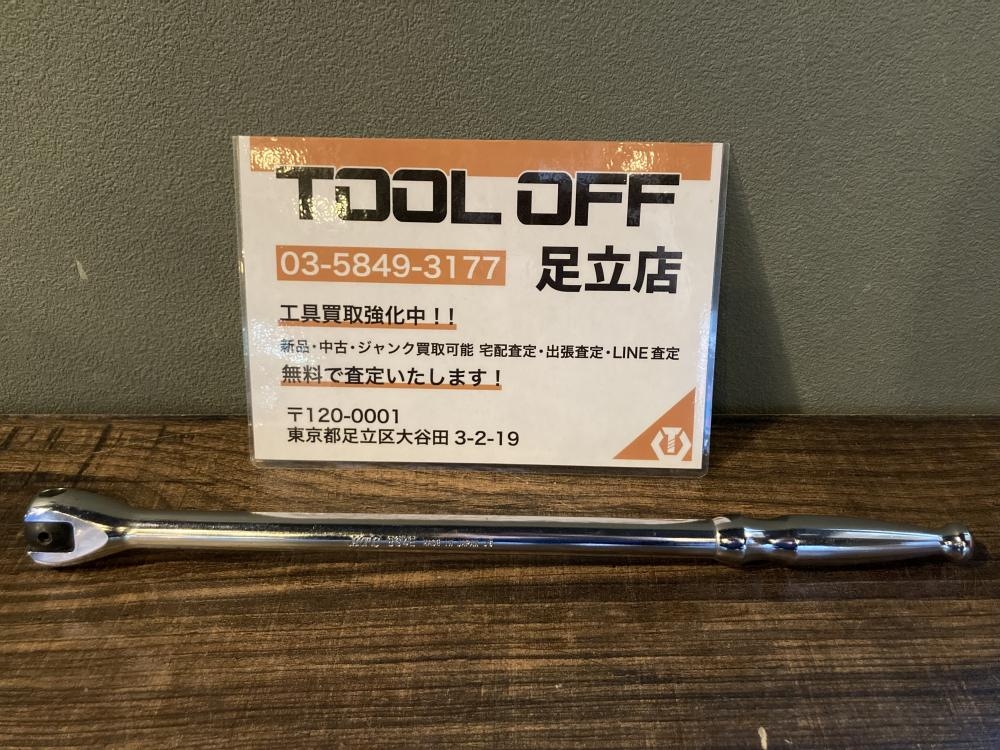 TOOL OFF
03-5849-3177 足立店
工具買取強化中！！
新品・中古・ジャンク買取可能 宅配査定・出張査定・LINE査定
無料で査定いたします！
〒120-0001
東京都足立区大谷田 3-2-19
MADE IN JAPAN